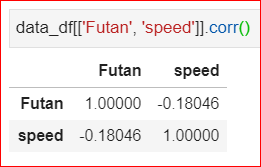 data_df[['Futan', 'speed']].corr()
Futan speed
Futan 1.00000 -0.18046
speed -0.18046 1.00000